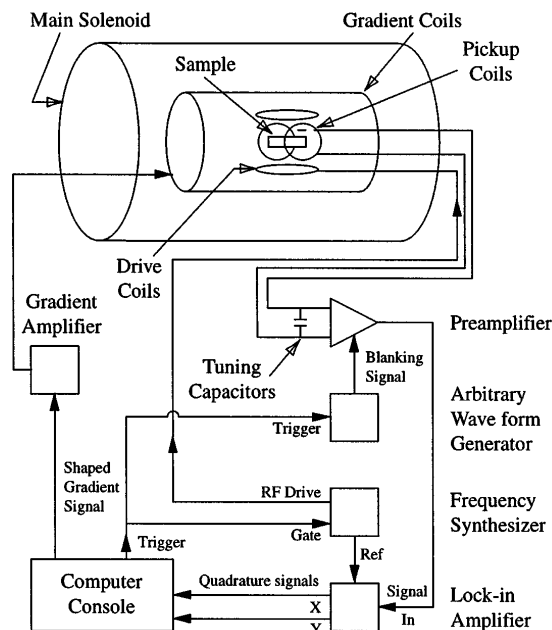 Main Solenoid
Gradient Coils
Pickup
Coils
Sample
Drive
Coils
Gradient
Amplifier
Preamplifier
Tuning
Capacitors
Blanking
Signal
Arbitrary
Wave form
Generator
Trigger
Shaped
Gradient
Signal
RF Drive
Frequency
Synthesizer
Gate
Trigger
Ref
Computer
Console
Quadrature signals
X
Y
Signal
In
Lock-in
Amplifier